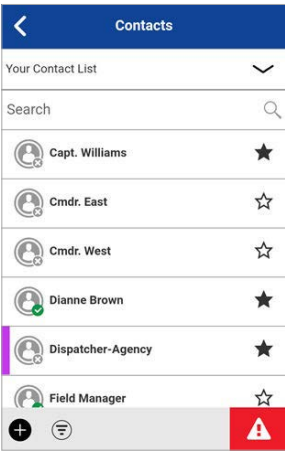 Contacts
Your Contact List
Search
Capt. Williams
Cmdr. East
Cmdr. West
Dianne Brown
Dispatcher-Agency
Field Manager